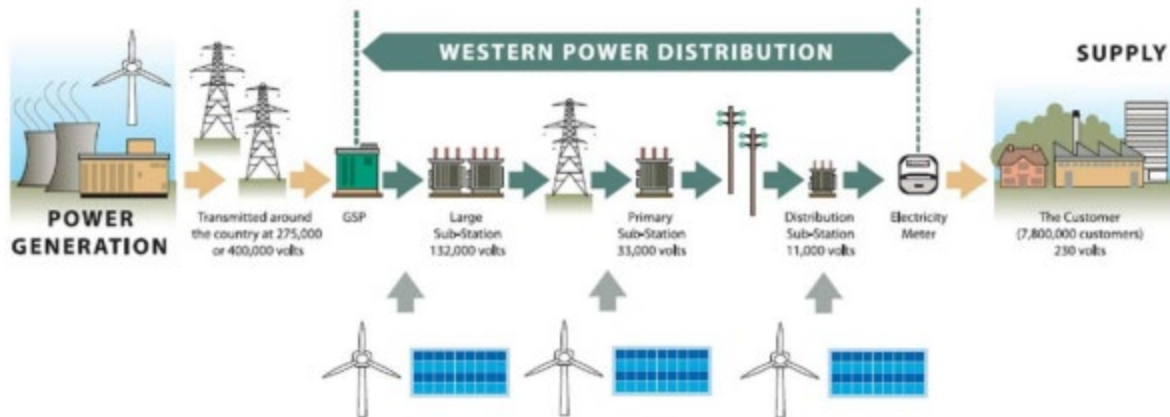 WESTERN POWER DISTRIBUTION
SUPPLY
POWER
GENERATION
Transmitted around
the country at 275,000
or 400,000 volts
GSP
Large
Sub-Station
132,000 volts
Primary
Sub-Station
33,000 volts
Distribution
Sub-Station
11,000 volts
Electricity
Meter
The Customer
(7,800,000 customers)
230 volts